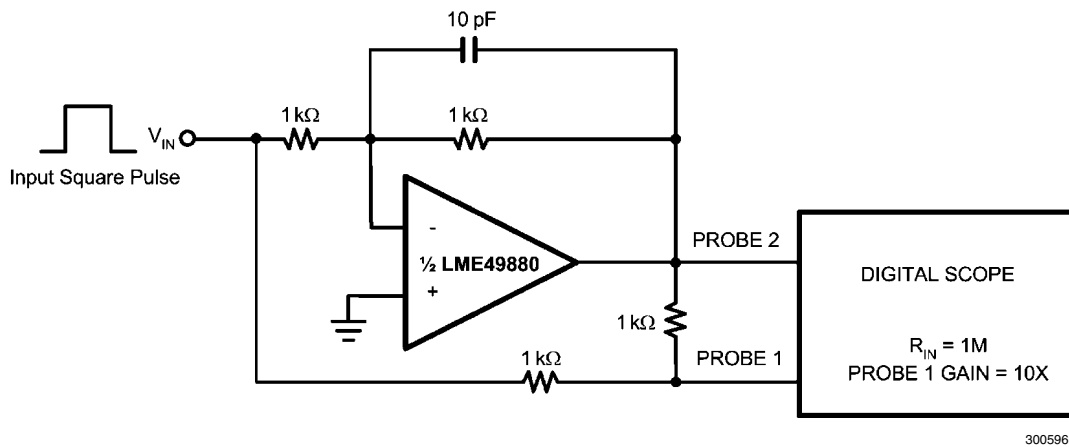 10 pF
1 kΩ
1 kΩ
V_IN
Input Square Pulse
-
½ LME49880
+
PROBE 2
DIGITAL SCOPE
1 kΩ
R_IN = 1M
PROBE 1
PROBE 1 GAIN = 10X
1 kΩ
300596